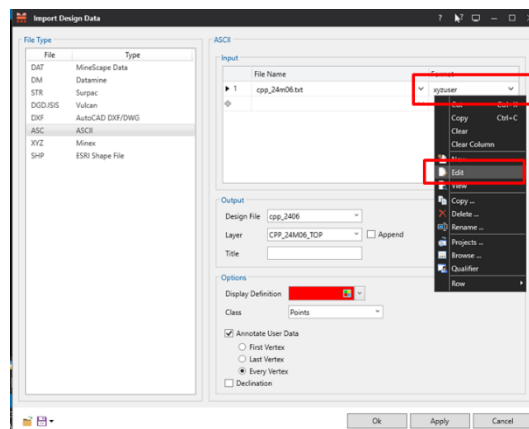 Import Design Data
File Type
File Type
DAT MineScape Data
DM Datamine
STR Surpac
DGD.ISIS Vulcan
DXF AutoCAD DXF/DWG
ASC ASCII
XYZ Minex
SHP ESRI Shape File
ASCII
Input
File Name Format
1 cpp_24m06.txt xyzuser
Cut Ctrl+X
Copy Ctrl+C
Clear
Clear Column
New
Edit
View
Copy ...
Delete ...
Rename ...
Projects ...
Browse ...
Qualifier
Row
Output
Design File cpp_2406
Layer CPP_24M06_TOP Append
Title
Options
Display Definition
Class Points
Annotate User Data
First Vertex
Last Vertex
Every Vertex
Declination
Ok Apply Cancel